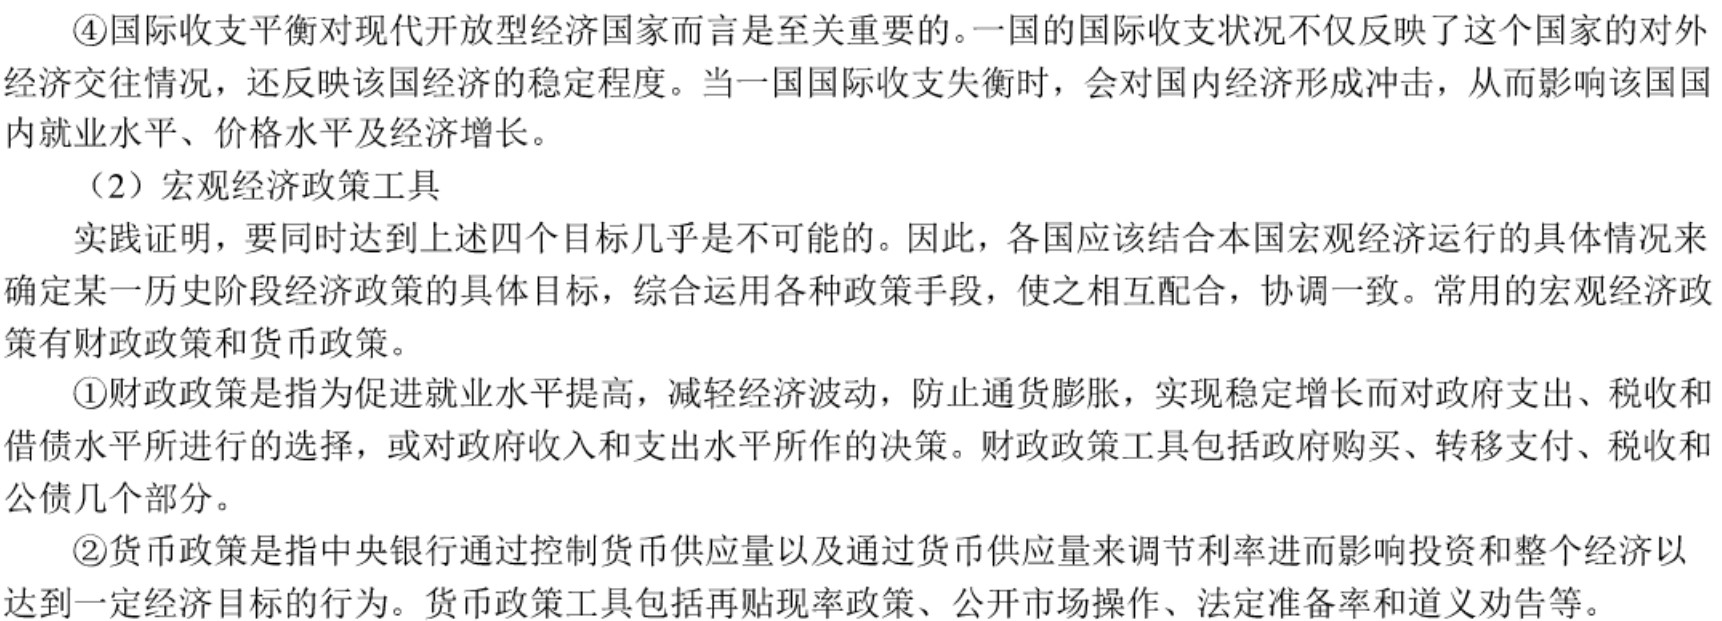 ④国际收支平衡对现代开放型经济国家而言是至关重要的。一国的国际收支状况不仅反映了这个国家的对外
经济交往情况，还反映该国经济的稳定程度。当一国国际收支失衡时，会对国内经济形成冲击，从而影响该国国
内就业水平、价格水平及经济增长。
（2）宏观经济政策工具
实践证明，要同时达到上述四个目标几乎是不可能的。因此，各国应该结合本国宏观经济运行的具体情况来
确定某一历史阶段经济政策的具体目标，综合运用各种政策手段，使之相互配合，协调一致。常用的宏观经济政
策有财政政策和货币政策。
①财政政策是指为促进就业水平提高，减轻经济波动，防止通货膨胀，实现稳定增长而对政府支出、税收和
借债水平所进行的选择，或对政府收入和支出水平所作的决策。财政政策工具包括政府购买、转移支付、税收和
公债几个部分。
②货币政策是指中央银行通过控制货币供应量以及通过货币供应量来调节利率进而影响投资和整个经济以
达到一定经济目标的行为。货币政策工具包括再贴现率政策、公开市场操作、法定准备率和道义劝告等。